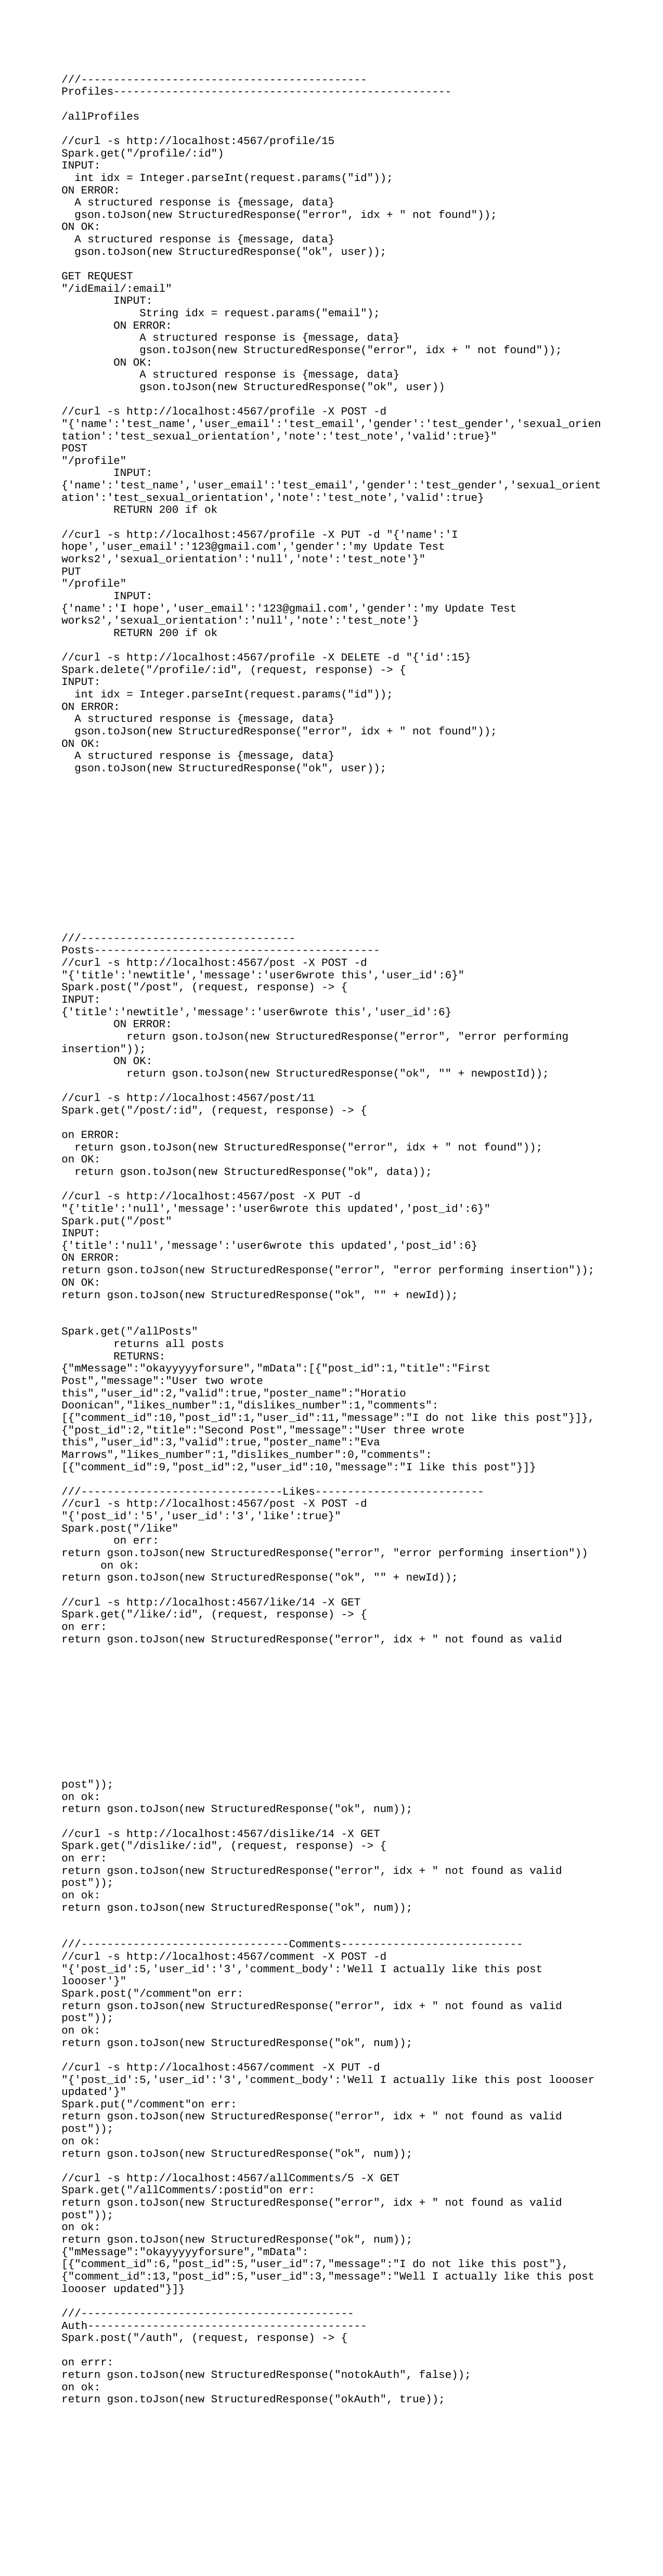 ///--------------------------------------------
Profiles----------------------------------------------------
/allProfiles
//curl -s http://localhost:4567/profile/15
Spark.get("/profile/:id")
INPUT:
int idx = Integer.parseInt(request.params("id"));
ON ERROR:
A structured response is {message, data}
gson.toJson(new StructuredResponse("error", idx + " not found"));
ON OK:
A structured response is {message, data}
gson.toJson(new StructuredResponse("ok", user));
GET REQUEST
"/idEmail/:email"
INPUT:
String idx = request.params("email");
ON ERROR:
A structured response is {message, data}
gson.toJson(new StructuredResponse("error", idx + " not found"));
ON OK:
A structured response is {message, data}
gson.toJson(new StructuredResponse("ok", user))
//curl -s http://localhost:4567/profile -X POST -d
"{'name':'test_name','user_email':'test_email','gender':'test_gender','sexual_orien
tation':'test_sexual_orientation','note':'test_note','valid':true}"
POST
"/profile"
INPUT:
{'name':'test_name','user_email':'test_email','gender':'test_gender','sexual_orient
ation':'test_sexual_orientation','note':'test_note','valid':true}
RETURN 200 if ok
//curl -s http://localhost:4567/profile -X PUT -d "{'name':'I
hope','user_email':'123@gmail.com','gender':'my Update Test
works2','sexual_orientation':'null','note':'test_note'}"
PUT
"/profile"
INPUT:
{'name':'I hope','user_email':'123@gmail.com','gender':'my Update Test
works2','sexual_orientation':'null','note':'test_note'}
RETURN 200 if ok
//curl -s http://localhost:4567/profile -X DELETE -d "{'id':15}
Spark.delete("/profile/:id", (request, response) -> {
INPUT:
int idx = Integer.parseInt(request.params("id"));
ON ERROR:
A structured response is {message, data}
gson.toJson(new StructuredResponse("error", idx + " not found"));
ON OK:
A structured response is {message, data}
gson.toJson(new StructuredResponse("ok", user));
///---------------------------------
Posts--------------------------------------------
//curl -s http://localhost:4567/post -X POST -d
"{'title':'newtitle','message':'user6wrote this','user_id':6}"
Spark.post("/post", (request, response) -> {
INPUT:
{'title':'newtitle','message':'user6wrote this','user_id':6}
ON ERROR:
return gson.toJson(new StructuredResponse("error", "error performing
insertion"));
ON OK:
return gson.toJson(new StructuredResponse("ok", "" + newpostId));
//curl -s http://localhost:4567/post/11
Spark.get("/post/:id", (request, response) -> {
on ERROR:
return gson.toJson(new StructuredResponse("error", idx + " not found"));
on OK:
return gson.toJson(new StructuredResponse("ok", data));
//curl -s http://localhost:4567/post -X PUT -d
"{'title':'null','message':'user6wrote this updated','post_id':6}"
Spark.put("/post"
INPUT:
{'title':'null','message':'user6wrote this updated','post_id':6}
ON ERROR:
return gson.toJson(new StructuredResponse("error", "error performing insertion"));
ON OK:
return gson.toJson(new StructuredResponse("ok", "" + newId));
Spark.get("/allPosts"
returns all posts
RETURNS:
{"mMessage":"okayyyyyforsure","mData":[{"post_id":1,"title":"First
Post","message":"User two wrote
this","user_id":2,"valid":true,"poster_name":"Horatio
Doonican","likes_number":1,"dislikes_number":1,"comments":
[{"comment_id":10,"post_id":1,"user_id":11,"message":"I do not like this post"}]},
{"post_id":2,"title":"Second Post","message":"User three wrote
this","user_id":3,"valid":true,"poster_name":"Eva
Marrows","likes_number":1,"dislikes_number":0,"comments":
[{"comment_id":9,"post_id":2,"user_id":10,"message":"I like this post"}]}
///-------------------------------Likes--------------------------
//curl -s http://localhost:4567/post -X POST -d
"{'post_id':'5','user_id':'3','like':true}"
Spark.post("/like"
on err:
return gson.toJson(new StructuredResponse("error", "error performing insertion"))
on ok:
return gson.toJson(new StructuredResponse("ok", "" + newId));
//curl -s http://localhost:4567/like/14 -X GET
Spark.get("/like/:id", (request, response) -> {
on err:
return gson.toJson(new StructuredResponse("error", idx + " not found as valid
post"));
on ok:
return gson.toJson(new StructuredResponse("ok", num));
//curl -s http://localhost:4567/dislike/14 -X GET
Spark.get("/dislike/:id", (request, response) -> {
on err:
return gson.toJson(new StructuredResponse("error", idx + " not found as valid
post"));
on ok:
return gson.toJson(new StructuredResponse("ok", num));
///--------------------------------Comments----------------------------
//curl -s http://localhost:4567/comment -X POST -d
"{'post_id':5,'user_id':'3','comment_body':'Well I actually like this post
loooser'}"
Spark.post("/comment"on err:
return gson.toJson(new StructuredResponse("error", idx + " not found as valid
post"));
on ok:
return gson.toJson(new StructuredResponse("ok", num));
//curl -s http://localhost:4567/comment -X PUT -d
"{'post_id':5,'user_id':'3','comment_body':'Well I actually like this post loooser
updated'}"
Spark.put("/comment"on err:
return gson.toJson(new StructuredResponse("error", idx + " not found as valid
post"));
on ok:
return gson.toJson(new StructuredResponse("ok", num));
//curl -s http://localhost:4567/allComments/5 -X GET
Spark.get("/allComments/:postid"on err:
return gson.toJson(new StructuredResponse("error", idx + " not found as valid
post"));
on ok:
return gson.toJson(new StructuredResponse("ok", num));
{"mMessage":"okayyyyyforsure","mData":
[{"comment_id":6,"post_id":5,"user_id":7,"message":"I do not like this post"},
{"comment_id":13,"post_id":5,"user_id":3,"message":"Well I actually like this post
loooser updated"}]}
///------------------------------------------
Auth-------------------------------------------
Spark.post("/auth", (request, response) -> {
on errr:
return gson.toJson(new StructuredResponse("notokAuth", false));
on ok:
return gson.toJson(new StructuredResponse("okAuth", true));